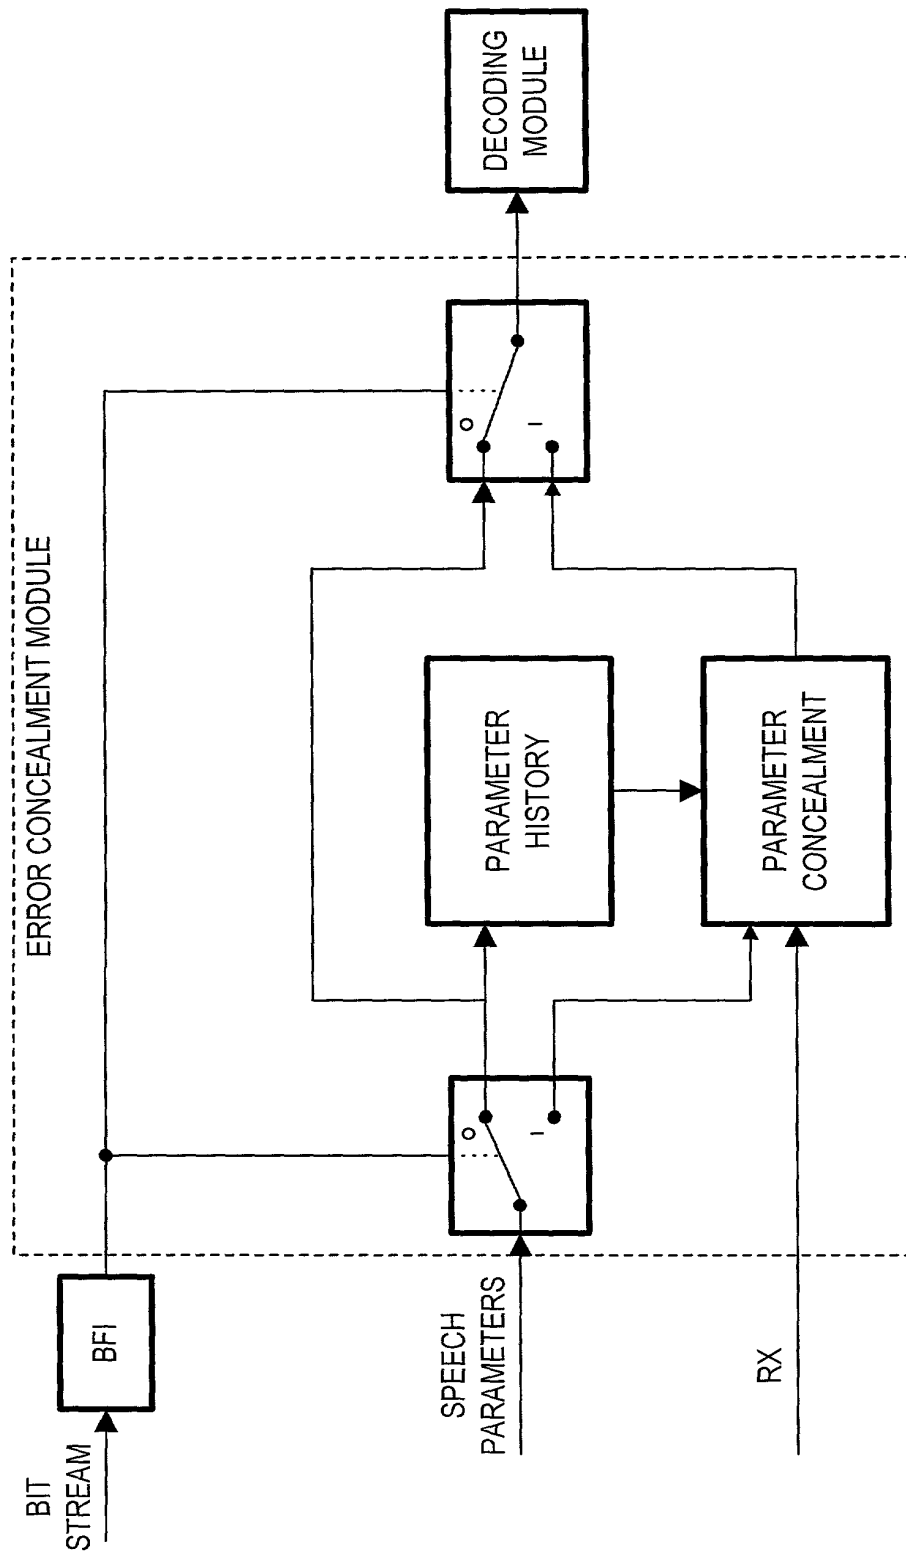 BIT
STREAM
BFI
ERROR CONCEALMENT MODULE
SPEECH
PARAMETERS
0
1
PARAMETER
HISTORY
0
1
DECODING
MODULE
RX
PARAMETER
CONCEALMENT